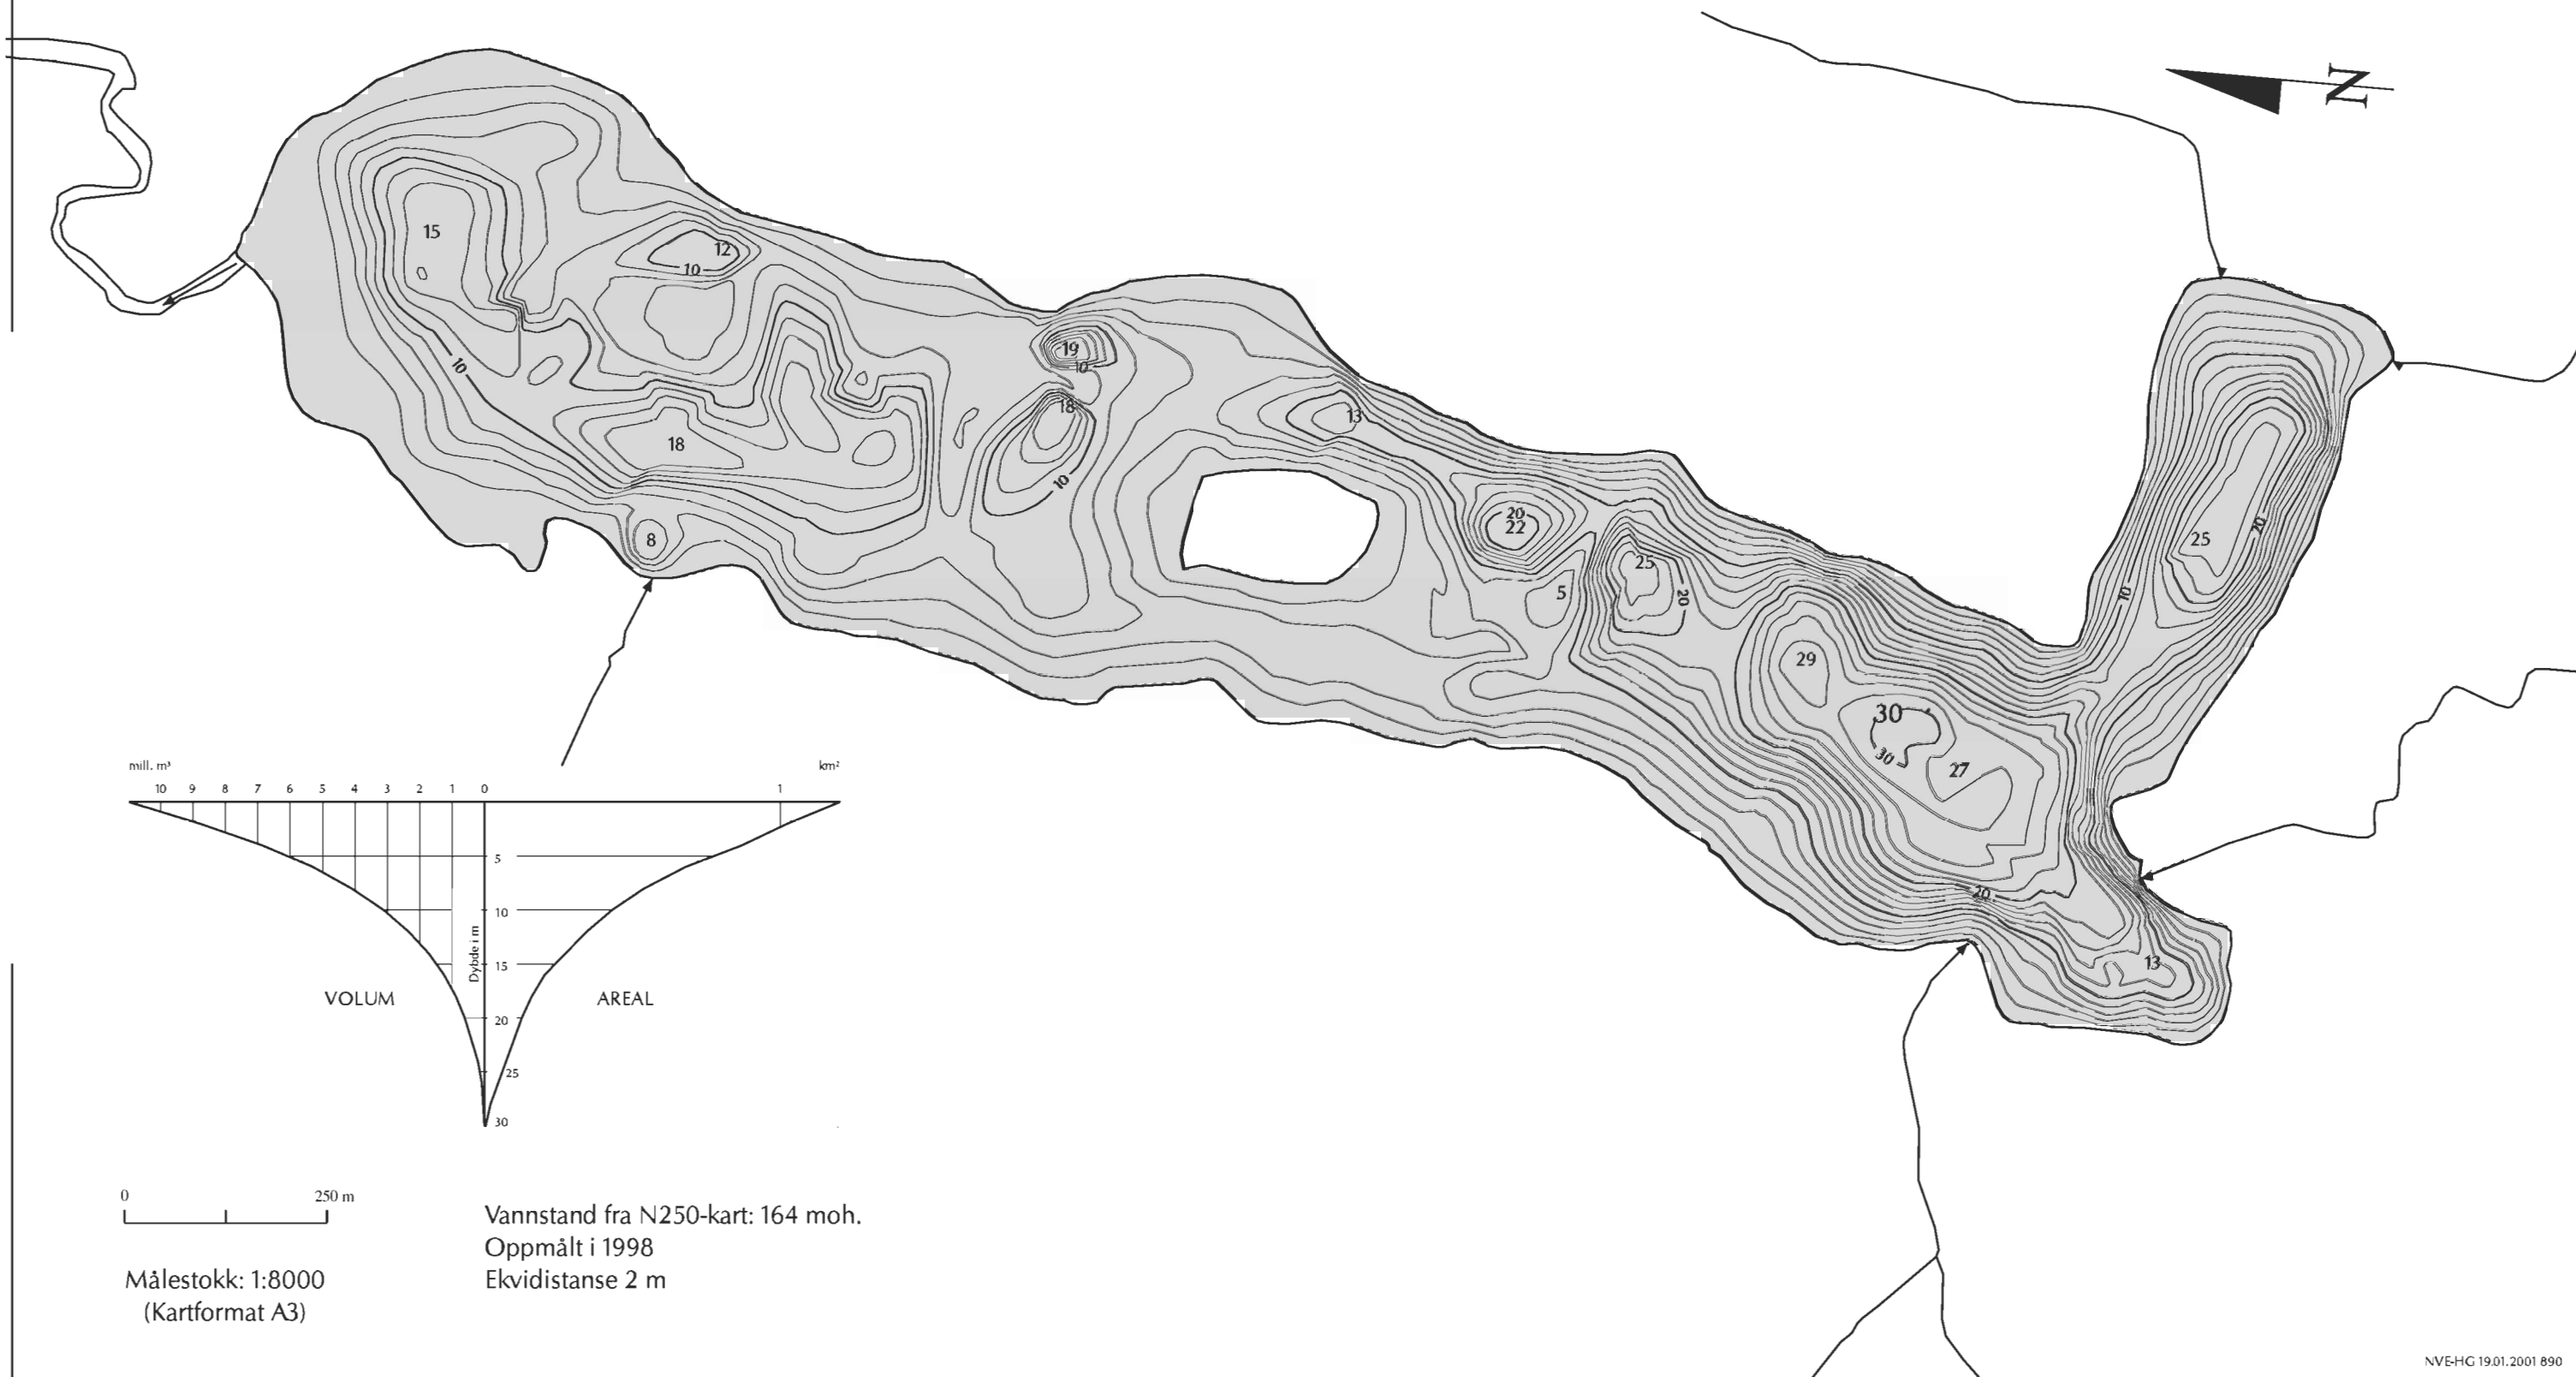 N
15
12
10
10
19
10
18
18
10
13
8
20
22
5
25
20
25
20
10
29
30
30
27
20
13
mill. m³
km²
10 9 8 7 6 5 4 3 2 1 0 1
5
10
15
20
25
30
Dybde i m
VOLUM
AREAL
0 250 m
Målestokk: 1:8000
(Kartformat A3)
Vannstand fra N250-kart: 164 moh.
Oppmålt i 1998
Ekvidistanse 2 m
NVE-HG 19.01.2001 890